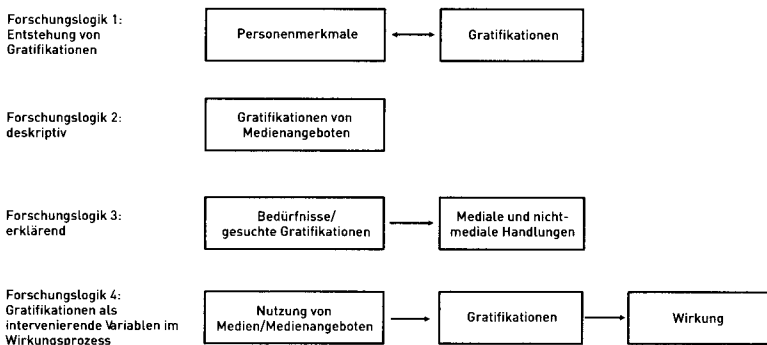 Forschungslogik 1:
Entstehung von
Gratifikationen
Personenmerkmale
Gratifikationen
Forschungslogik 2:
deskriptiv
Gratifikationen von
Medienangeboten
Forschungslogik 3:
erklärend
Bedürfnisse/
gesuchte Gratifikationen
Mediale und nicht-
mediale Handlungen
Forschungslogik 4:
Gratifikationen als
intervenierende Variablen im
Wirkungsprozess
Nutzung von
Medien/Medienangeboten
Gratifikationen
Wirkung